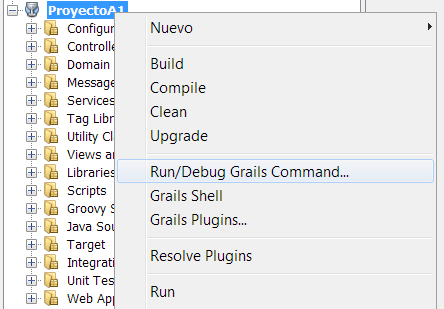 ProyectoA1
Configur
Controlle
Domain
Message
Services
Tag Libr
Utility Cl
Views an
Libraries
Scripts
Groovy S
Java Sou
Target
Integrati
Unit Tes
Web App
Nuevo
Build
Compile
Clean
Upgrade
Run/Debug Grails Command...
Grails Shell
Grails Plugins...
Resolve Plugins
Run